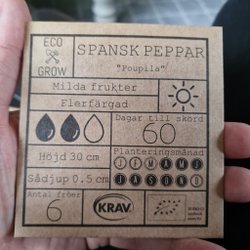 ECO
GROW
SPANSK PEPPAR
"Poupila"
Milda frukter
Flerfärgad
Dagar till skörd
60
Planteringsmånad
Höjd 30 cm
J F M A M J
J A S O N D
Sådjup 0.5 cm
Antal fröer
6
KRAV